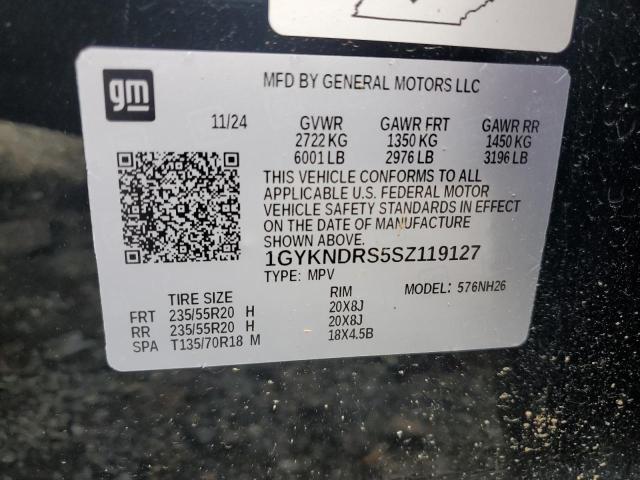 gm
MFD BY GENERAL MOTORS LLC
11/24 GVWR GAWR FRT GAWR RR
2722 KG 1350 KG 1450 KG
6001 LB 2976 LB 3196 LB
THIS VEHICLE CONFORMS TO ALL
APPLICABLE U.S. FEDERAL MOTOR
VEHICLE SAFETY STANDARDS IN EFFECT
ON THE DATE OF MANUFACTURE
SHOWN ABOVE.
1GYKNDRS5SZ119127
TYPE: MPV MODEL: 576NH26
TIRE SIZE RIM
FRT 235/55R20 H 20X8J
RR 235/55R20 H 20X8J
SPA T135/70R18 M 18X4.5B